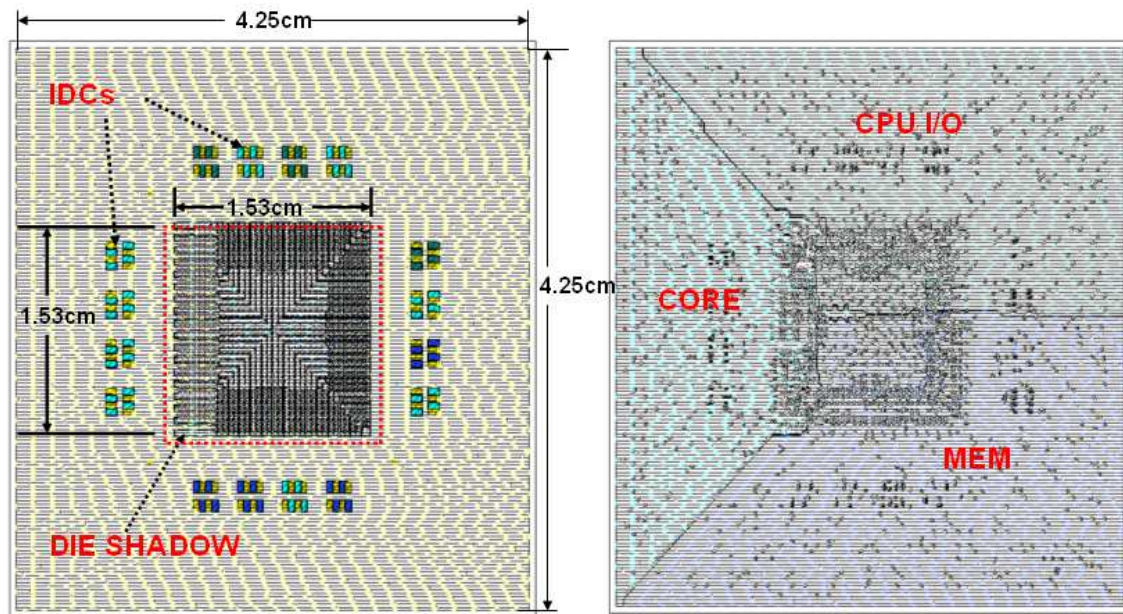 4.25cm
IDCs
CPU I/O
1.53cm
4.25cm
1.53cm
CORE
MEM
DIE SHADOW